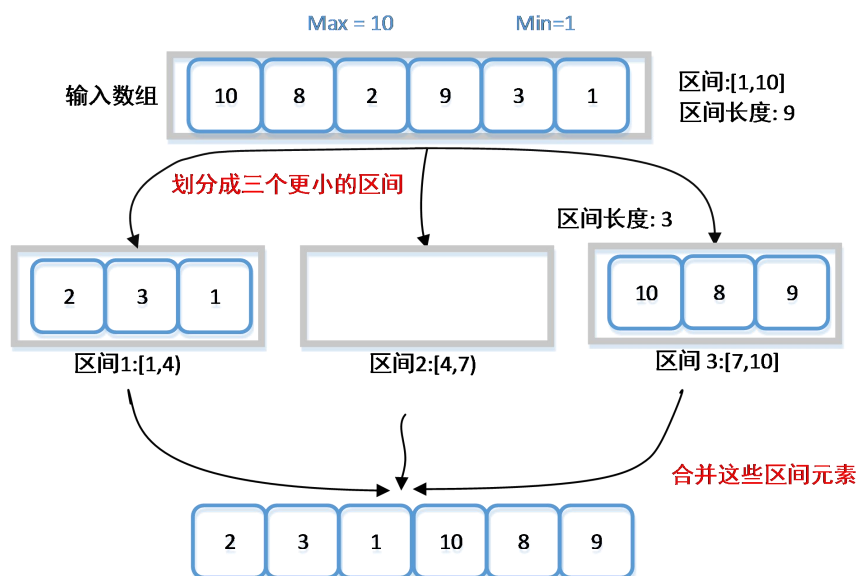 Max = 10 Min=1
输入数组 10 8 2 9 3 1 区间:[1,10]
区间长度: 9
划分成三个更小的区间
区间长度: 3
2 3 1
10 8 9
区间1:[1,4)
区间2:[4,7)
区间 3:[7,10]
合并这些区间元素
2 3 1 10 8 9